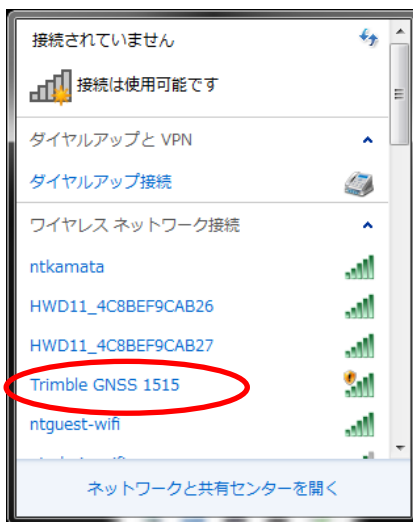 接続されていません
接続は使用可能です
ダイヤルアップと VPN
ダイヤルアップ接続
ワイヤレス ネットワーク接続
ntkamata
HWD11_4C8BEF9CAB26
HWD11_4C8BEF9CAB27
Trimble GNSS 1515
ntguest-wifi
ネットワークと共有センターを開く